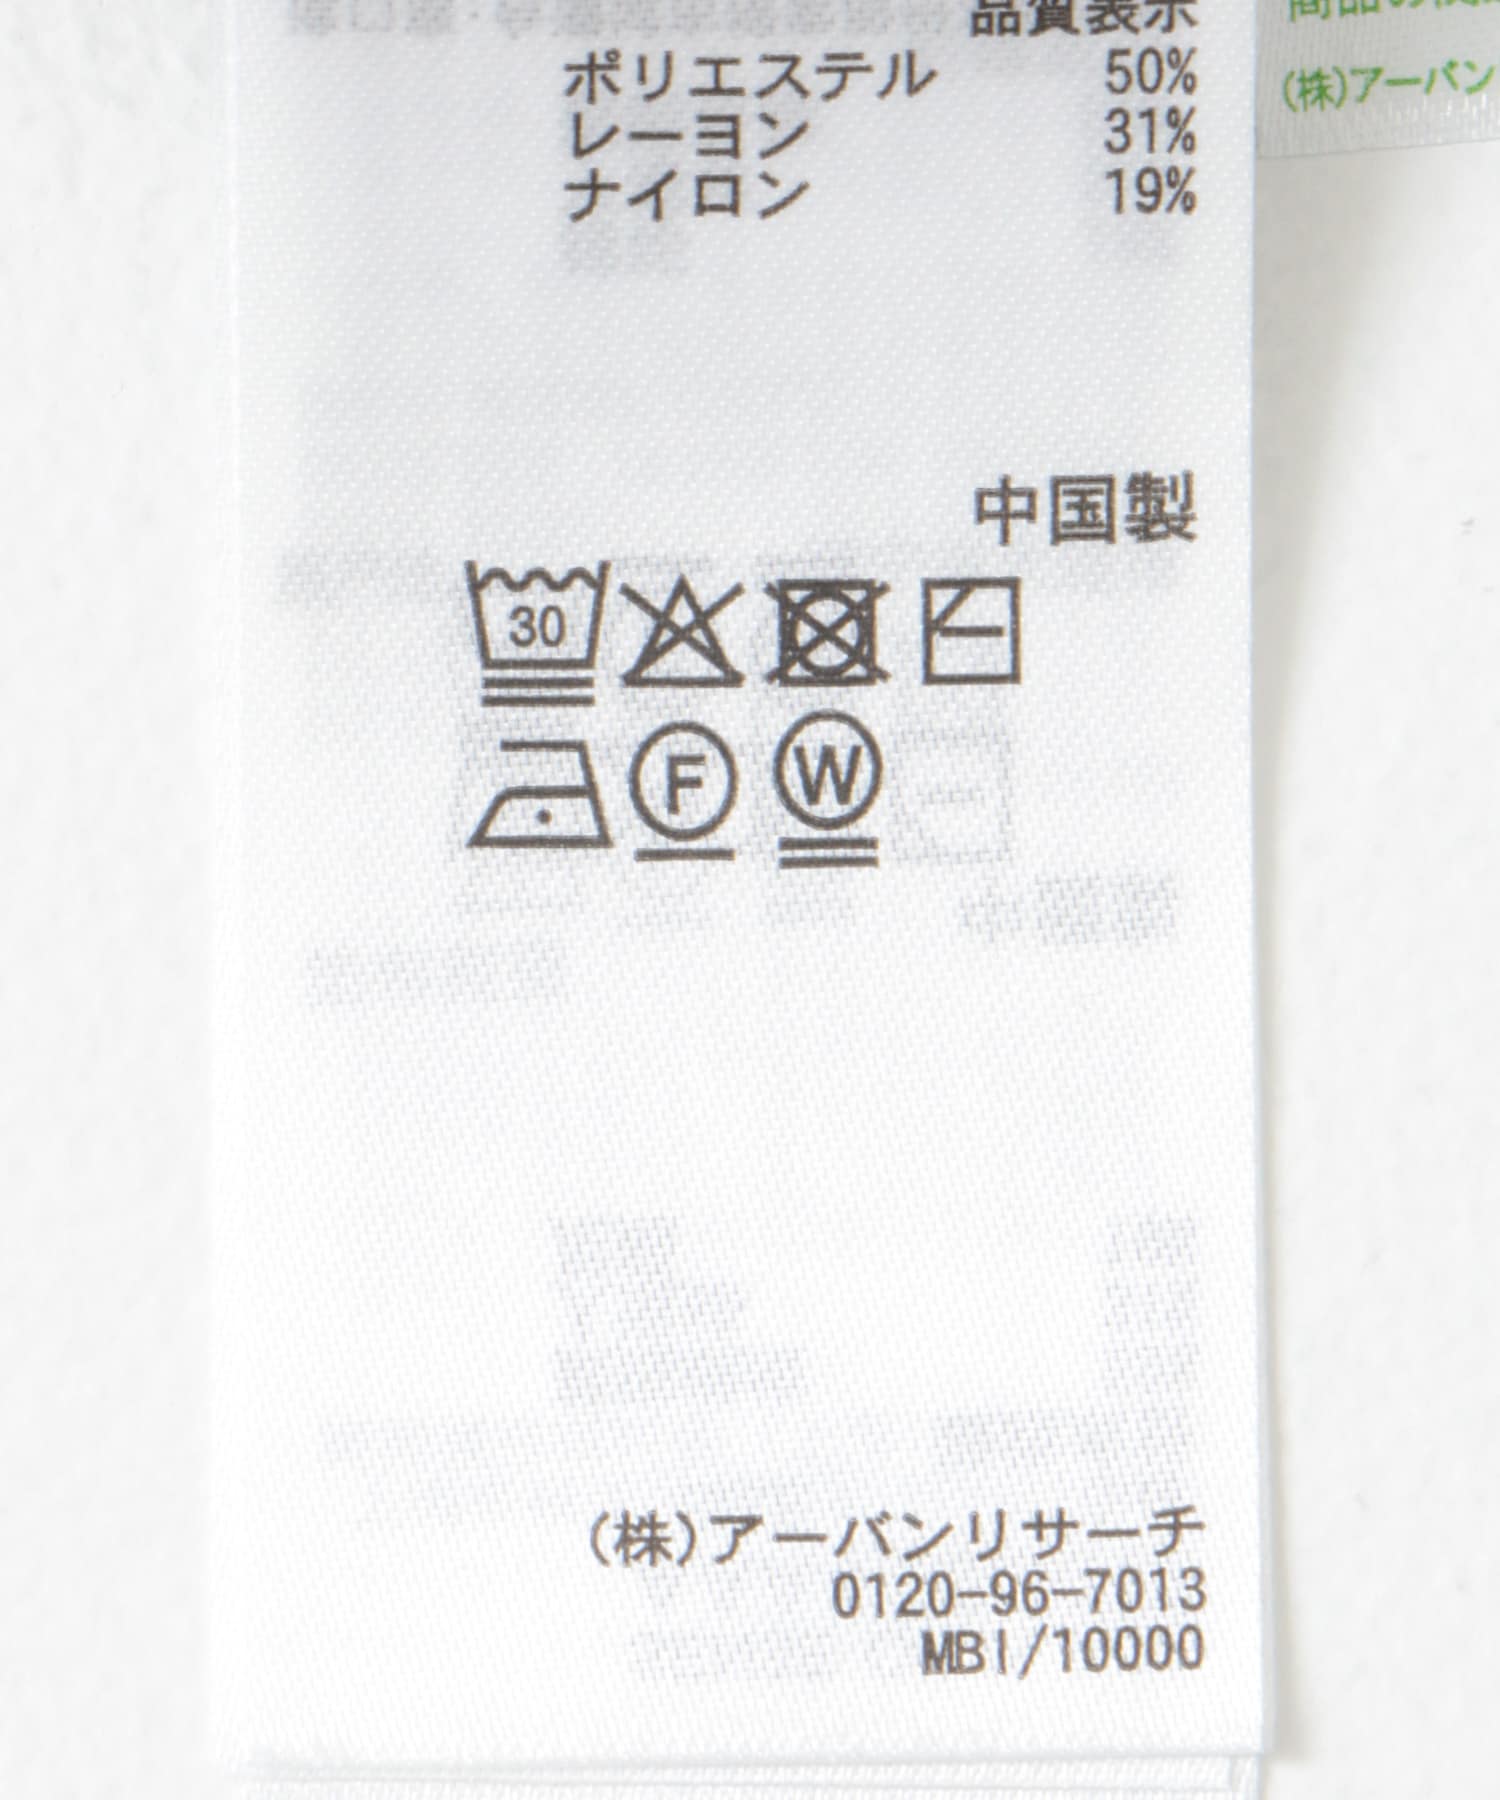 品質表示
ポリエステル 50%
レーヨン 31%
ナイロン 19%
中国製
30
F W
(株)アーバンリサーチ
0120-96-7013
MBI/10000
(株)アーバン